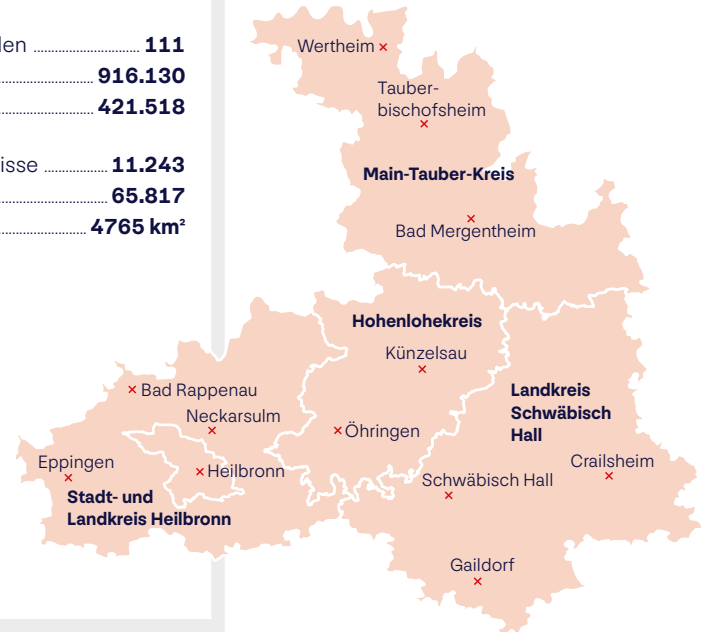 den 111
916.130
421.518
isse 11.243
65.817
4765 km²
Wertheim
Tauber-
bischofsheim
Main-Tauber-Kreis
Bad Mergentheim
Hohenlohekreis
Künzelsau
Bad Rappenau
Neckarsulm
Öhringen
Landkreis
Schwäbisch
Hall
Eppingen
Heilbronn
Crailsheim
Schwäbisch Hall
Stadt- und
Landkreis Heilbronn
Gaildorf